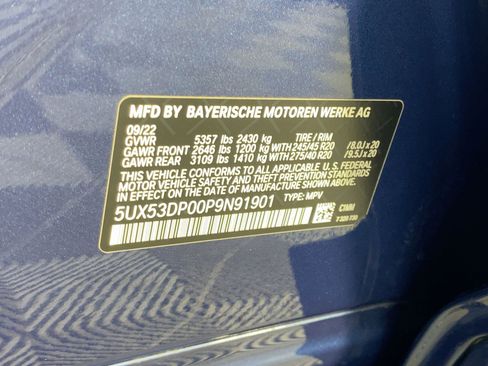 MFD BY BAYERISCHE MOTOREN WERKE AG
09/22
GVWR 5357 lbs 2430 kg TIRE / RIM
GAWR FRONT 2646 lbs 1200 kg WITH 245/45 R20 /8.0J x 20
GAWR REAR 3109 lbs 1410 kg WITH 275/40 R20 /9.5J x 20
THIS VEHICLE CONFORMS TO ALL APPLICABLE U.S. FEDERAL
MOTOR VEHICLE SAFETY AND THEFT PREVENTION STANDARDS
IN EFFECT ON THE DATE OF MANUFACTURE SHOWN ABOVE.
5UX53DP00P9N91901 TYPE: MPV